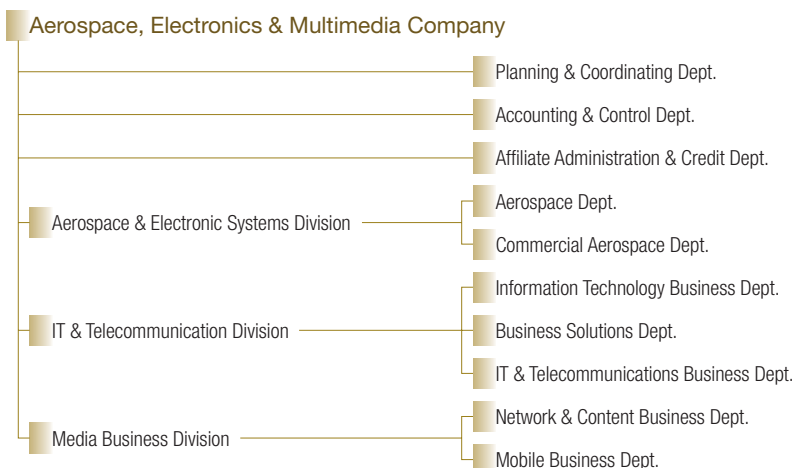 Aerospace, Electronics & Multimedia Company
Planning & Coordinating Dept.
Accounting & Control Dept.
Affiliate Administration & Credit Dept.
Aerospace & Electronic Systems Division
Aerospace Dept.
Commercial Aerospace Dept.
IT & Telecommunication Division
Information Technology Business Dept.
Business Solutions Dept.
IT & Telecommunications Business Dept.
Media Business Division
Network & Content Business Dept.
Mobile Business Dept.